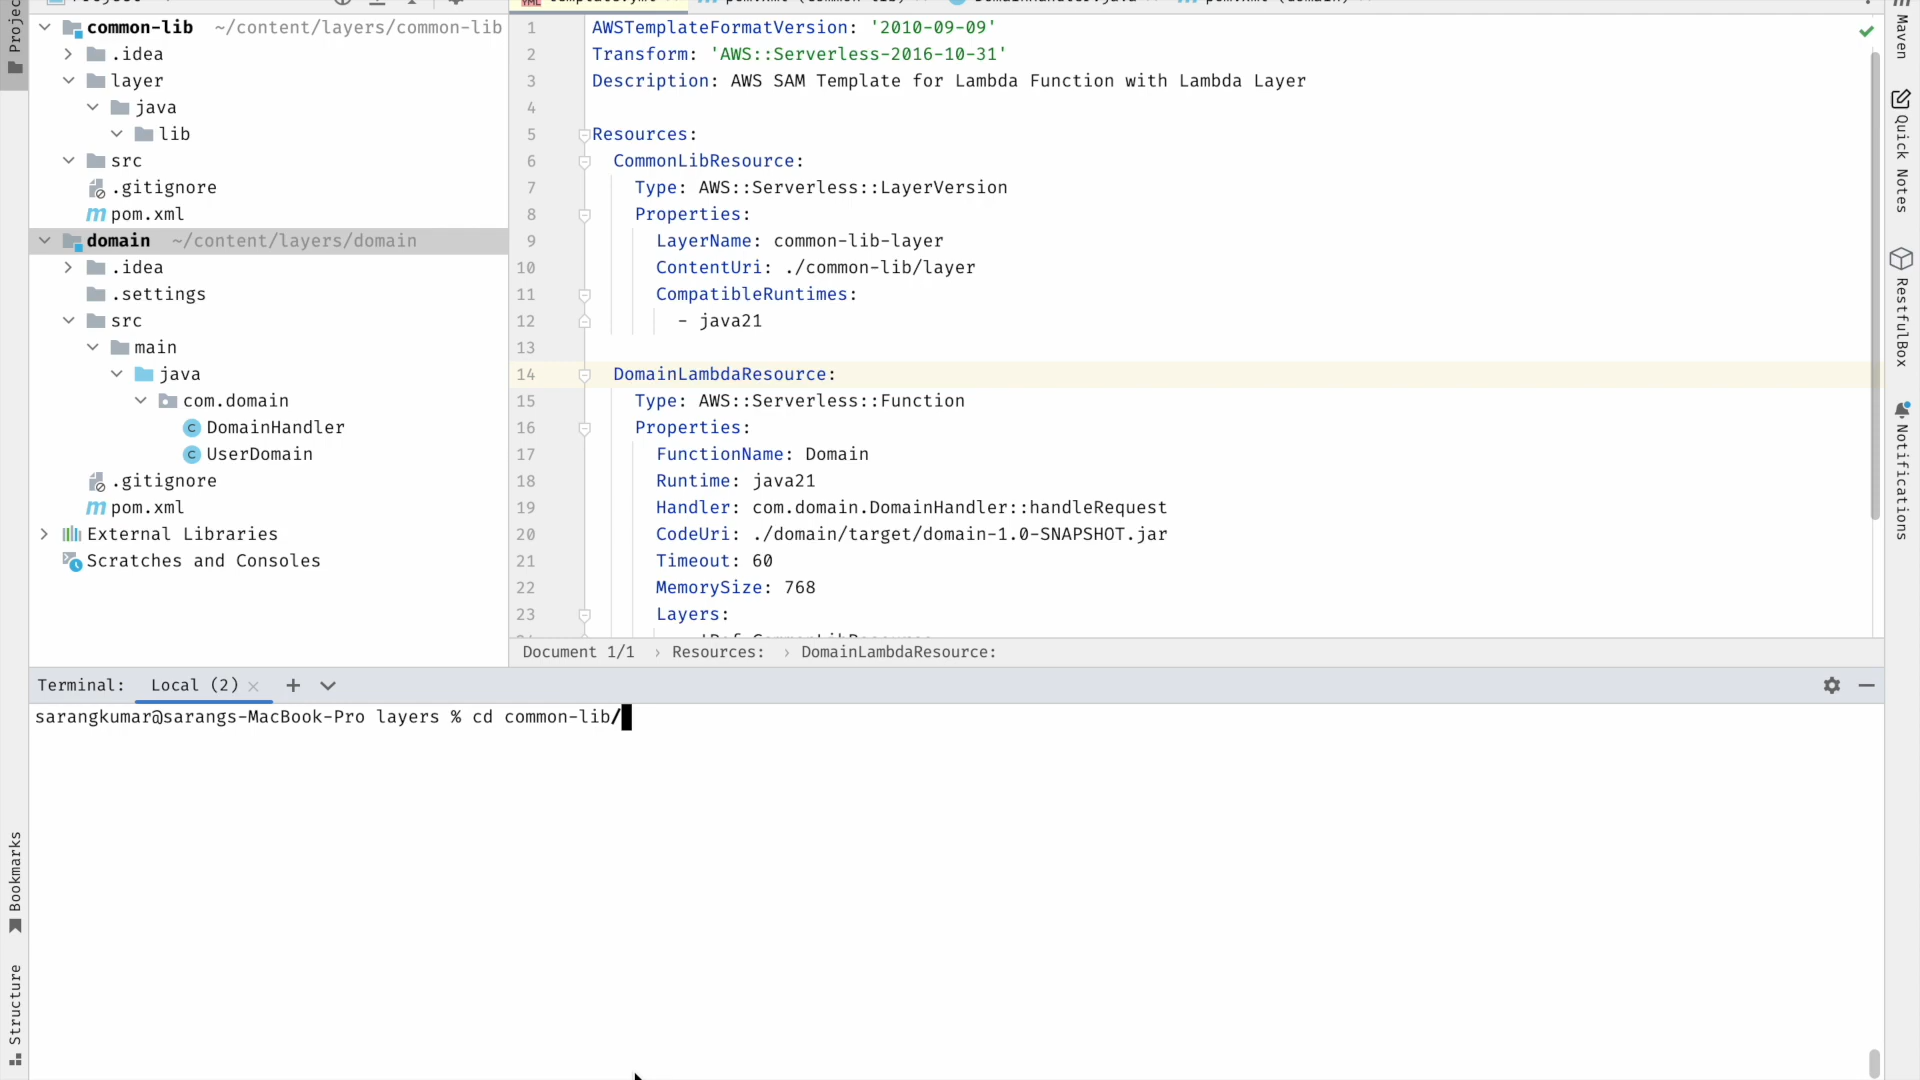 Project
common-lib ~/content/layers/common-lib
.idea
layer
java
lib
src
.gitignore
pom.xml
domain ~/content/layers/domain
.idea
.settings
src
main
java
com.domain
DomainHandler
UserDomain
.gitignore
pom.xml
External Libraries
Scratches and Consoles
1 AWSTemplateFormatVersion: '2010-09-09'
2 Transform: 'AWS::Serverless-2016-10-31'
3 Description: AWS SAM Template for Lambda Function with Lambda Layer
4
5 Resources:
6 CommonLibResource:
7 Type: AWS::Serverless::LayerVersion
8 Properties:
9 LayerName: common-lib-layer
10 ContentUri: ./common-lib/layer
11 CompatibleRuntimes:
12 - java21
13
14 DomainLambdaResource:
15 Type: AWS::Serverless::Function
16 Properties:
17 FunctionName: Domain
18 Runtime: java21
19 Handler: com.domain.DomainHandler::handleRequest
20 CodeUri: ./domain/target/domain-1.0-SNAPSHOT.jar
21 Timeout: 60
22 MemorySize: 768
23 Layers:
Document 1/1 › Resources: › DomainLambdaResource:
Maven
Quick Notes
RestfulBox
Notifications
Terminal: Local (2)
sarangkumar@sarangs-MacBook-Pro layers % cd common-lib/
Bookmarks
Structure